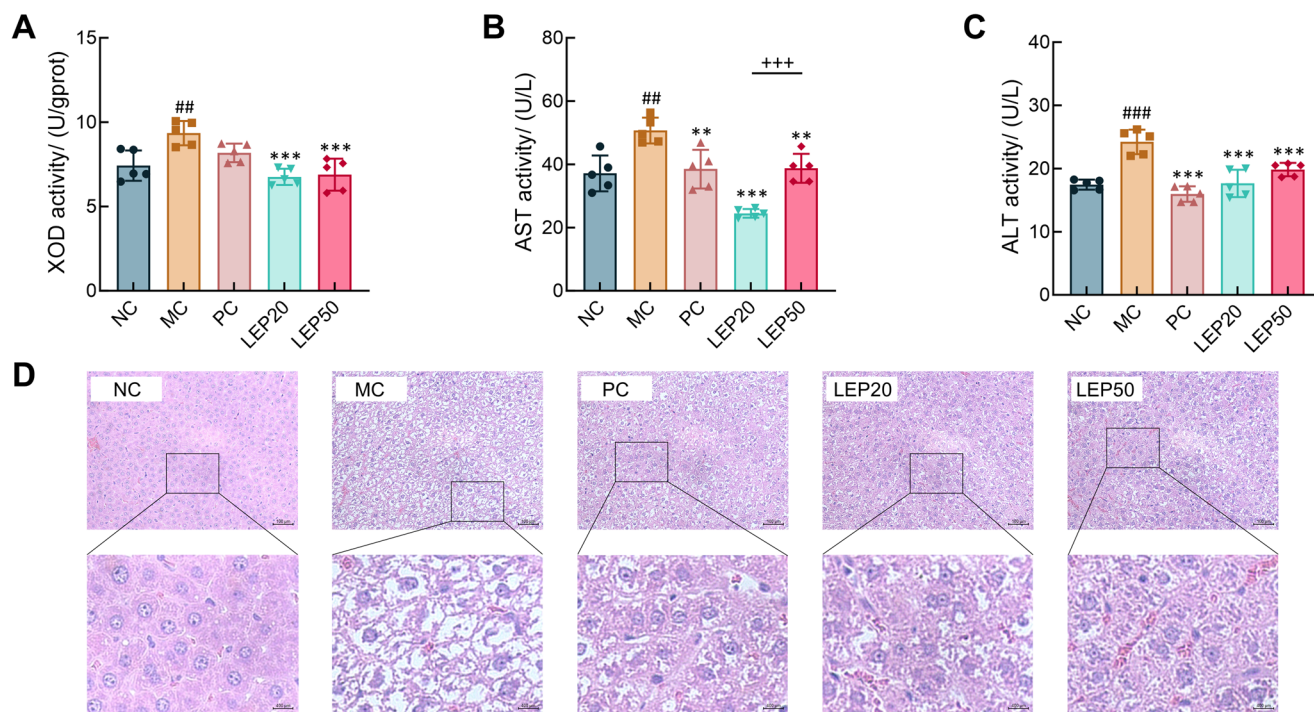 A
XOD activity/ (U/gprot)
15
10
5
0
##
***
***
NC
MC
PC
LEP20
LEP50
B
AST activity/ (U/L)
80
60
40
20
0
##
**
***
+++
**
NC
MC
PC
LEP20
LEP50
C
ALT activity/ (U/L)
40
30
20
10
0
###
***
***
***
NC
MC
PC
LEP20
LEP50
D
NC
MC
PC
LEP20
LEP50